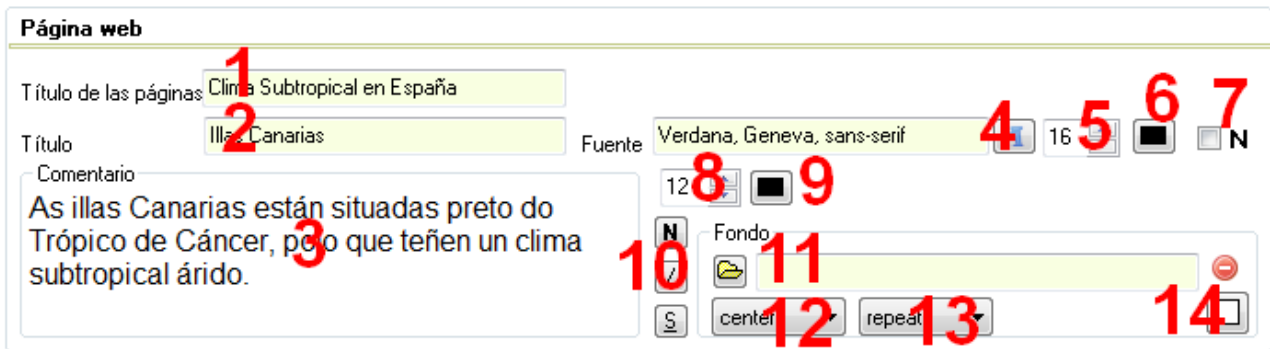 Página web
1
Título de las páginas Clima Subtropical en España
2
Título Illas Canarias Fuente Verdana, Geneva, sans-serif 4 16 5 6 7 N
Comentario
As illas Canarias están situadas preto do
Trópico de Cáncer, polo que teñen un clima
subtropical árido.
3
12 8 9
N
10
S
Fondo
11
center 12 repeat 13 14